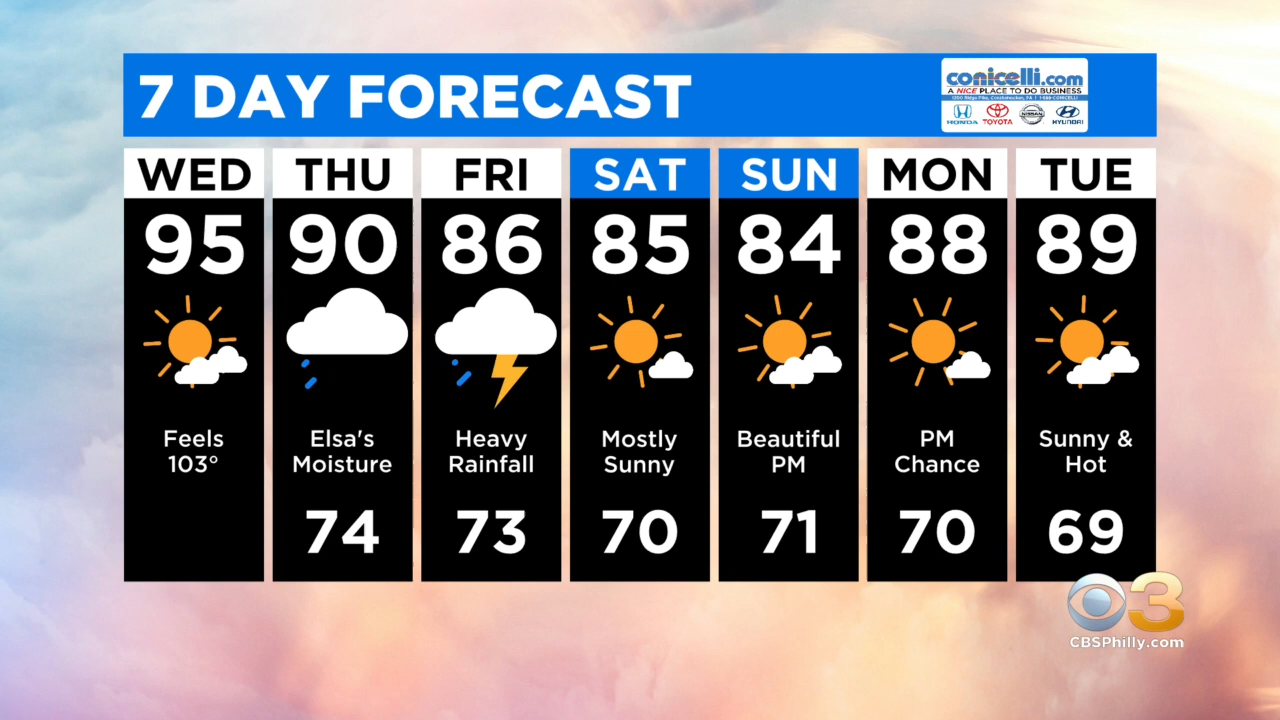 7 DAY FORECAST
conicelli.com
A NICE PLACE TO DO BUSINESS
HONDA TOYOTA NISSAN HYUNDAI
WED THU FRI SAT SUN MON TUE
95 90 86 85 84 88 89
Feels Elsa's Heavy Mostly Beautiful PM Sunny &
103° Moisture Rainfall Sunny PM Chance Hot
74 73 70 71 70 69
3
CBSPhilly.com